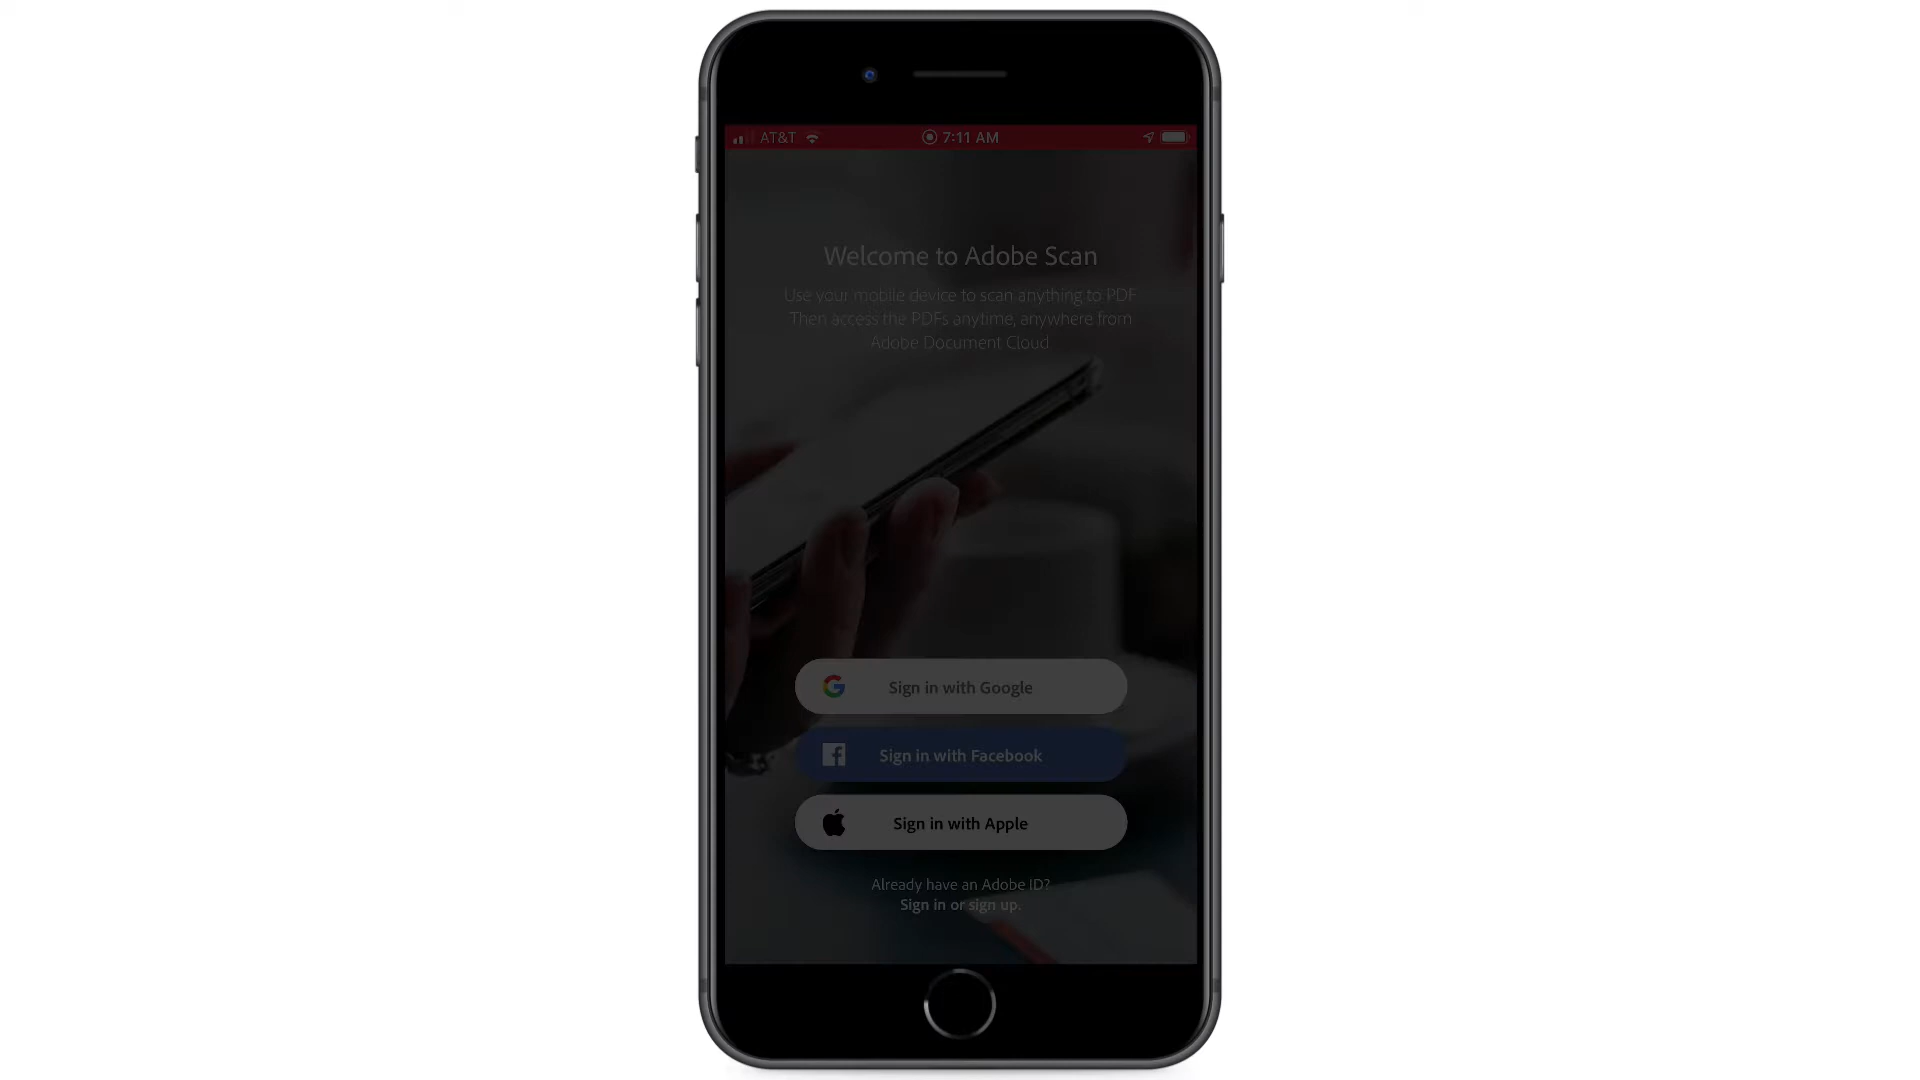 AT&T 7:11 AM
Welcome to Adobe Scan
Use your mobile device to scan anything to PDF
Then access the PDFs anytime, anywhere from
Adobe Document Cloud
Sign in with Google
Sign in with Facebook
Sign in with Apple
Already have an Adobe ID?
Sign in or sign up.